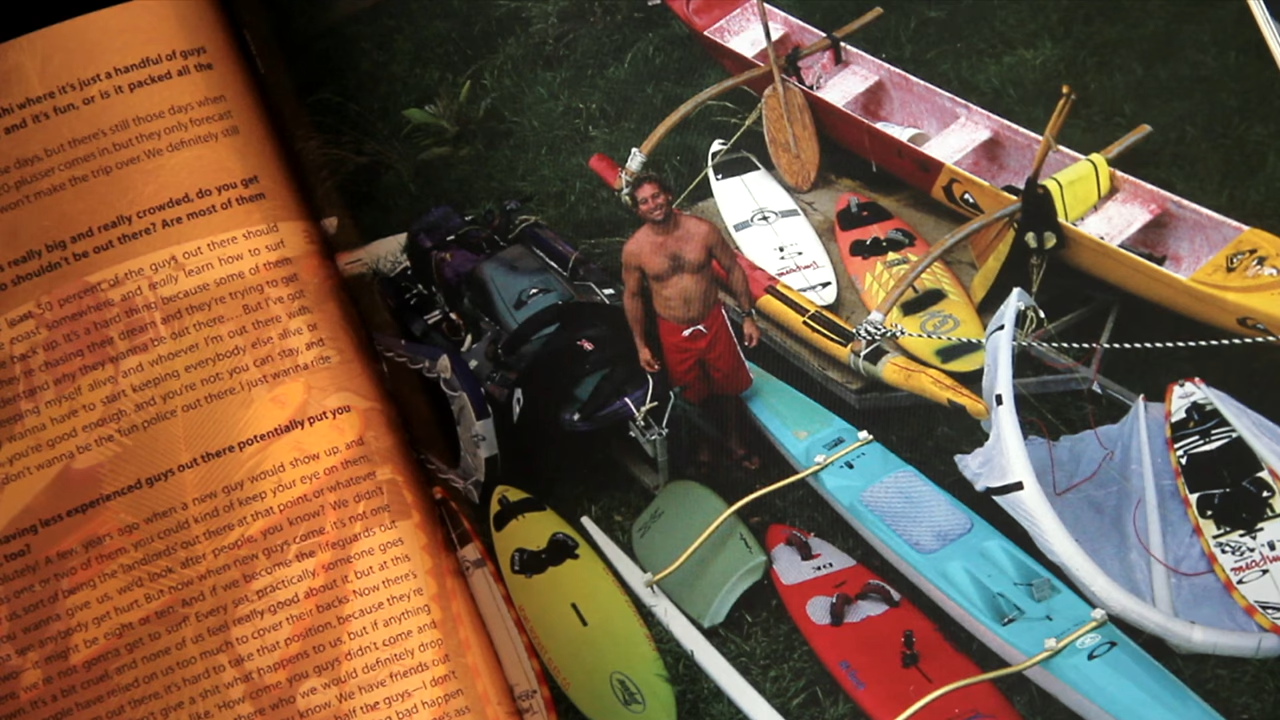 hi where it's just a handful of guys
and it's fun, or is it packed all the
se days, but there's still those days when
20-plusser comes in, but they only forecast
won't make the trip over. We definitely still
s really big and really crowded, do you get
o shouldn't be out there? Are most of them
least 50 percent of the guys out there should
coast somewhere and really learn how to surf
back up. It's a hard thing because some of them
they're chasing their dream and they're trying to get
derstand why they wanna be out there.... But I've got
eeping myself alive and whoever I'm out there with
wanna have to start keeping everybody else alive or
you're good enough, and you're not; you can stay, and
don't wanna be the 'fun police' out there. I just wanna ride
having less experienced guys out there potentially put you
too?
olutely! A few years ago when a new guy would show up, and
s one or two of them, you could kind of keep your eye on them.
us, sort of being the 'landlords' out there at that point, or whatever
ou wanna give us, we'd look after people, you know? We didn't
na see anybody get hurt. But now when new guys come, it's not one
it might be eight or ten. And if we become the lifeguards out
re, we're not gonna get to surf! Every set, practically, someone goes
wn. It's a bit cruel, and none of us feel really good about it, but at this
eople have relied on us too much to cover their backs. Now there's
out there, it's hard to take that position, because they're
n't give a shit what happens to us, but if anything
like, 'How come you guys didn't come and
there who we would definitely drop
you know. We have friends out
half the guys—I don't
ng bad happen
's ass
DK